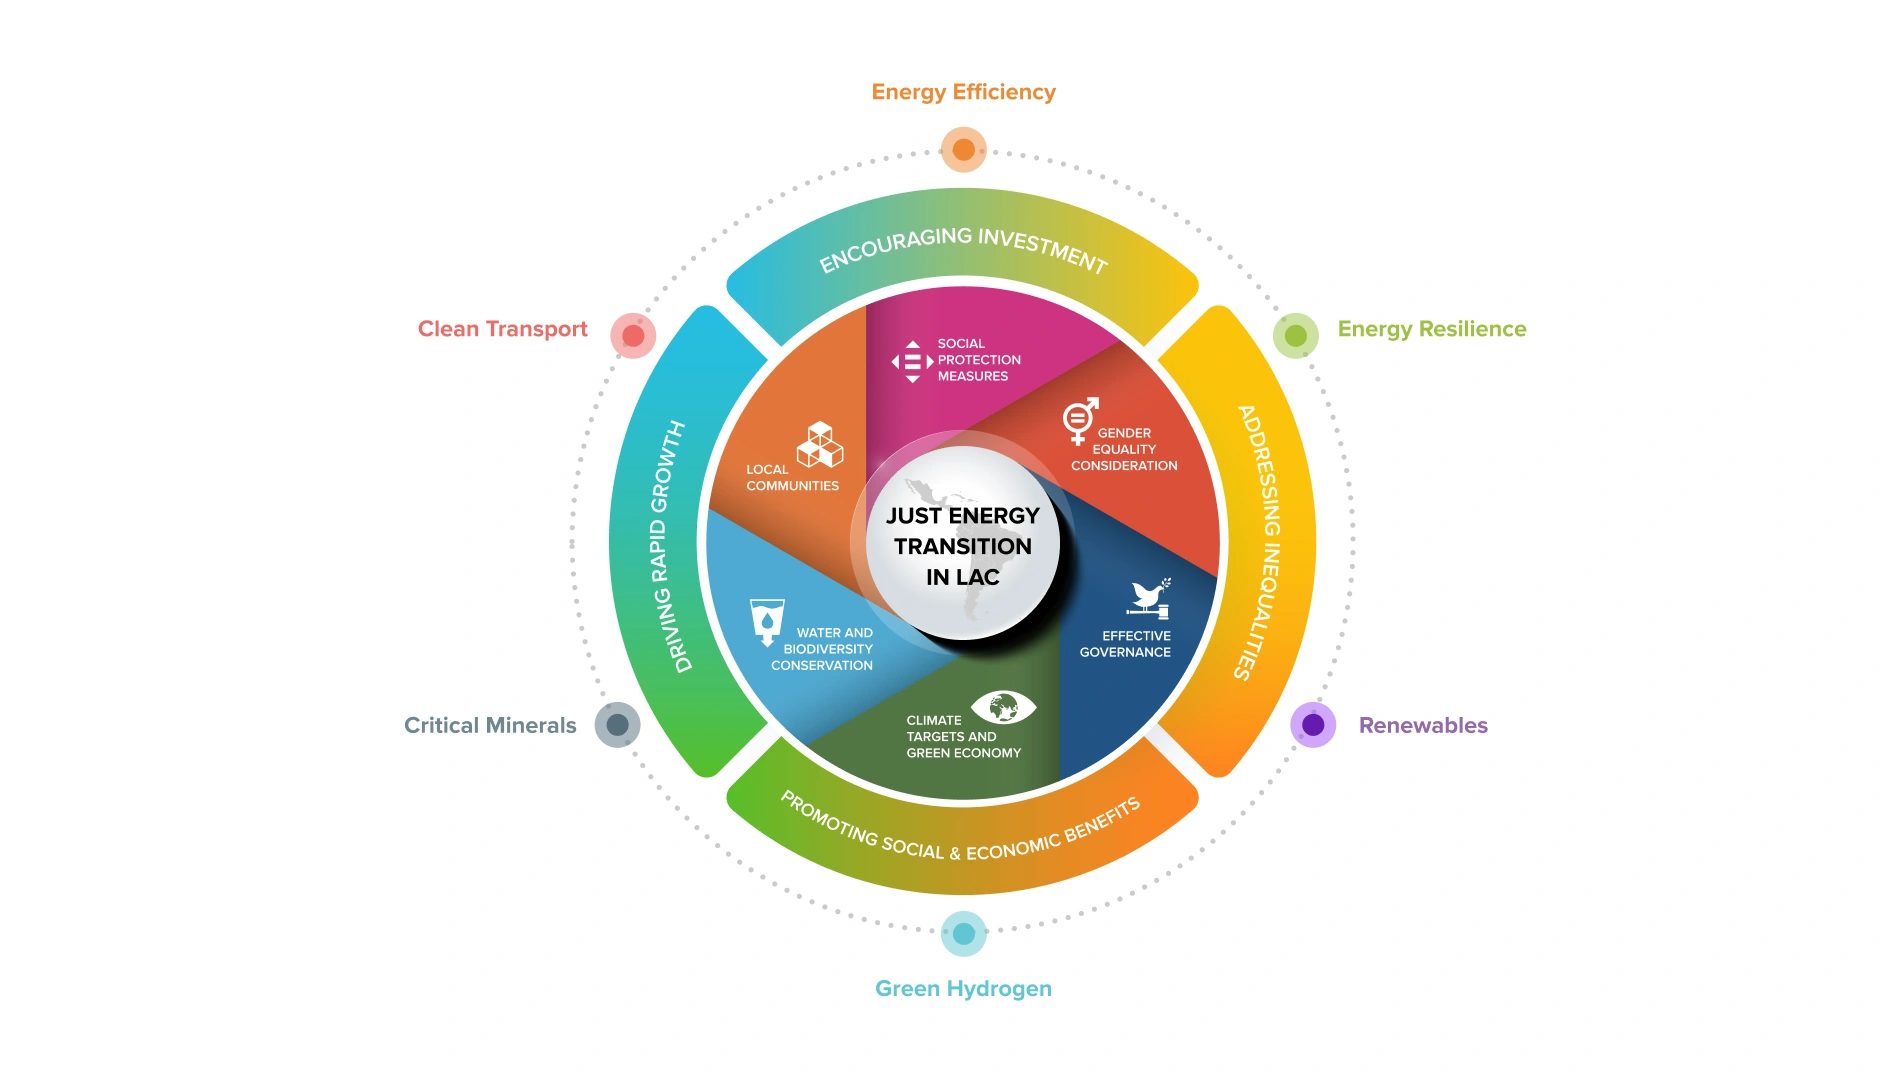 Energy Efficiency
ENCOURAGING INVESTMENT
Clean Transport
Energy Resilience
SOCIAL
PROTECTION
MEASURES
GENDER
EQUALITY
CONSIDERATION
LOCAL
COMMUNITIES
DRIVING RAPID GROWTH
ADDRESSING INEQUALITIES
JUST ENERGY
TRANSITION
IN LAC
WATER AND
BIODIVERSITY
CONSERVATION
EFFECTIVE
GOVERNANCE
CLIMATE
TARGETS AND
GREEN ECONOMY
Critical Minerals
Renewables
PROMOTING SOCIAL & ECONOMIC BENEFITS
Green Hydrogen